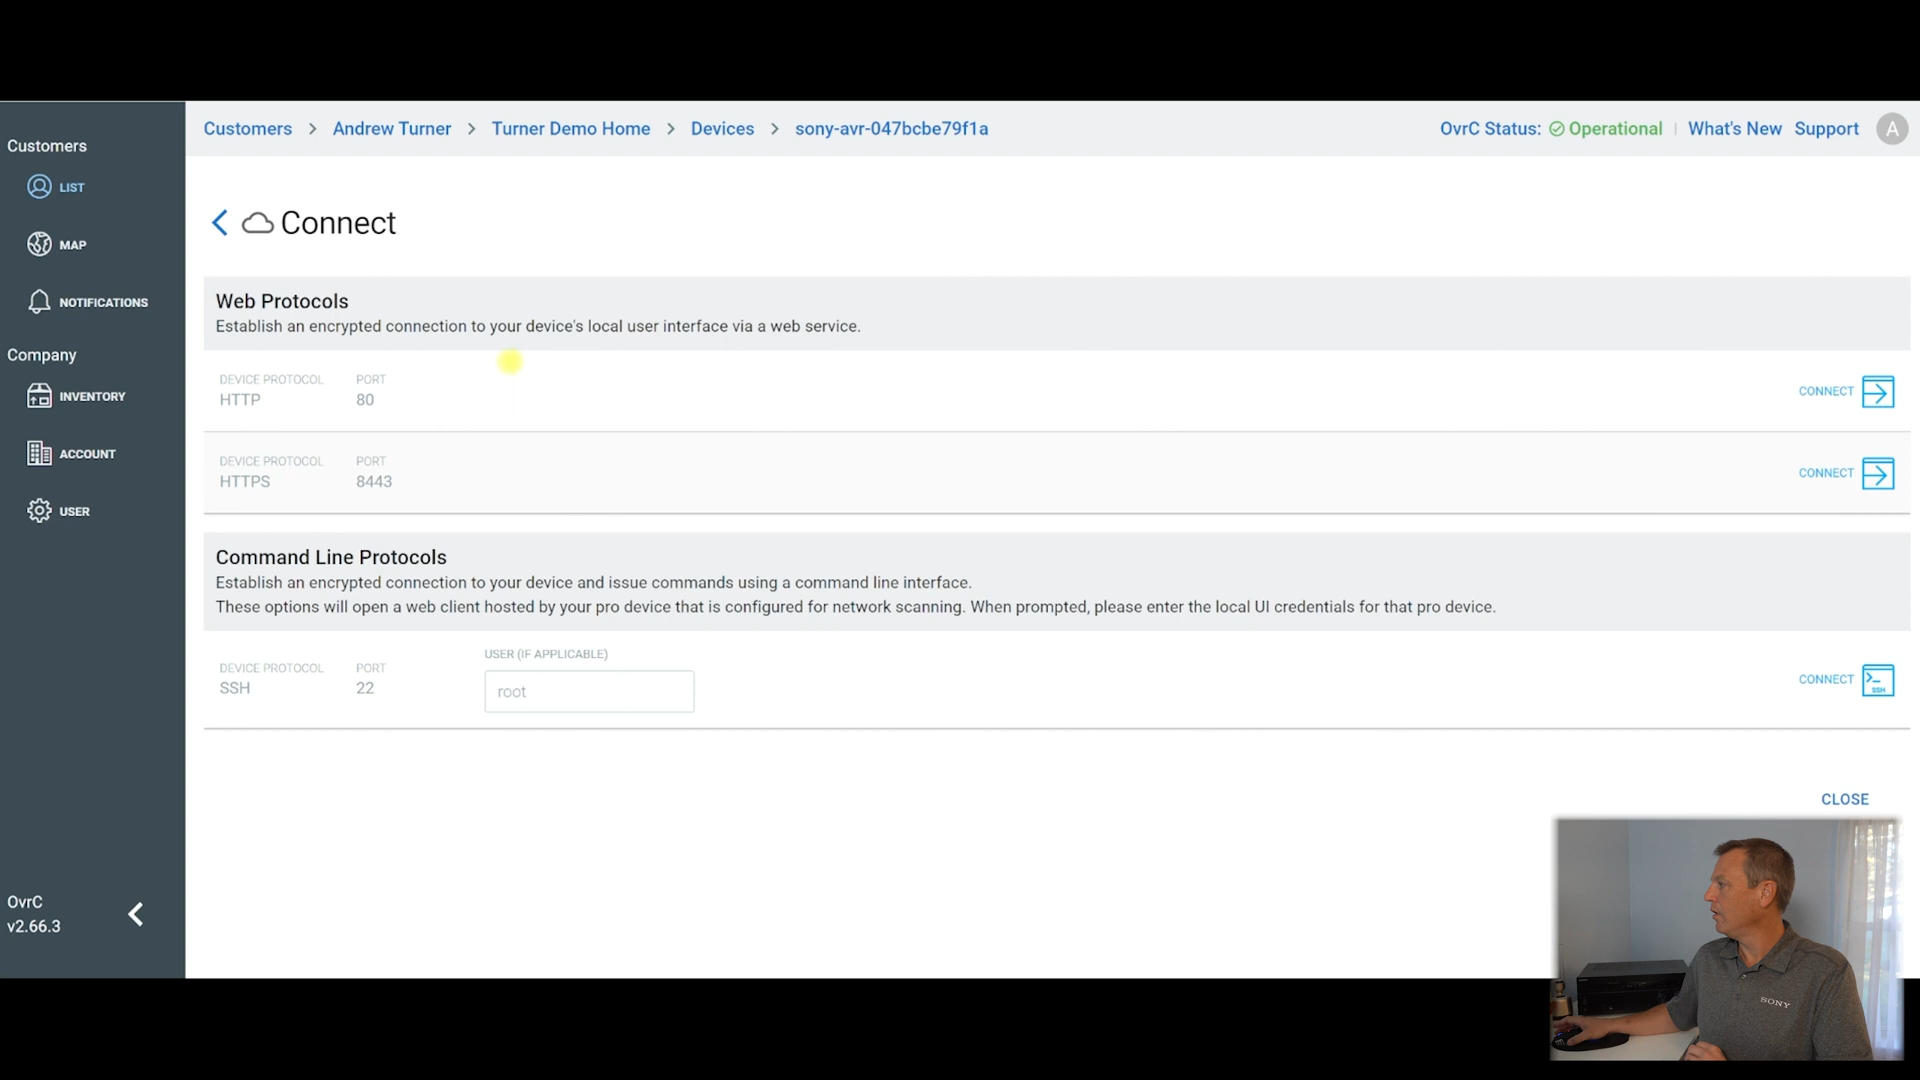 Customers > Andrew Turner > Turner Demo Home > Devices > sony-avr-047bcbe79f1a
OvrC Status: Operational | What's New Support A
Customers
LIST
MAP
NOTIFICATIONS
Company
INVENTORY
ACCOUNT
USER
OvrC
v2.66.3
Connect
Web Protocols
Establish an encrypted connection to your device's local user interface via a web service.
DEVICE PROTOCOL PORT
HTTP 80
CONNECT
DEVICE PROTOCOL PORT
HTTPS 8443
CONNECT
Command Line Protocols
Establish an encrypted connection to your device and issue commands using a command line interface.
These options will open a web client hosted by your pro device that is configured for network scanning. When prompted, please enter the local UI credentials for that pro device.
DEVICE PROTOCOL PORT USER (IF APPLICABLE)
SSH 22 root
CONNECT SSH
CLOSE
SONY